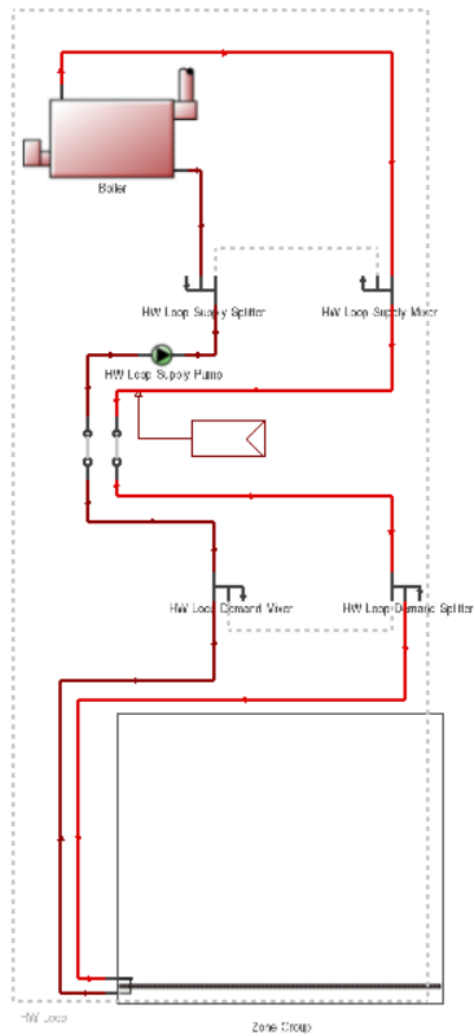 Boiler
HW Loop Supply Splitter
HW Loop Supply Mixer
HW Loop Supply Pump
HW Loop Demand Mixer
HW Loop Demand Splitter
HW Loop
Zone Group